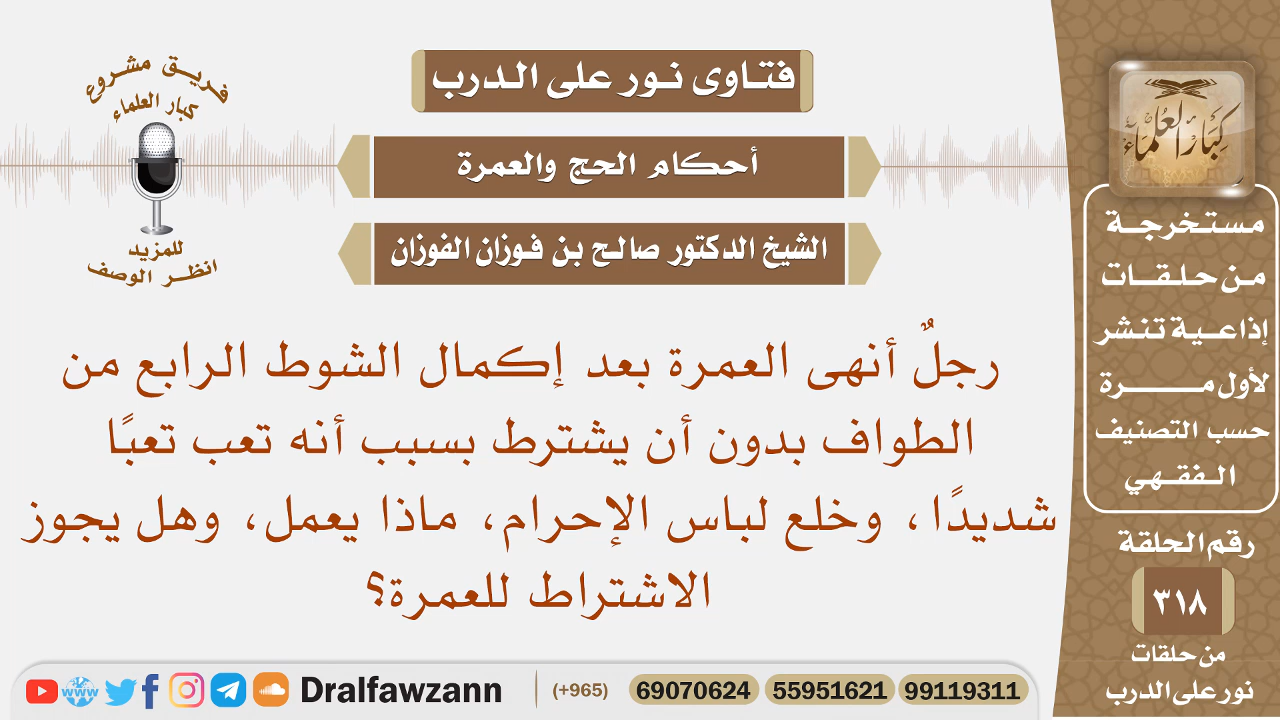 فتاوى نور على الدرب
أحكام الحج والعمرة
الشيخ الدكتور صالح بن فوزان الفوزان
رجلٌ أنهى العمرة بعد إكمال الشوط الرابع من
الطواف بدون أن يشترط بسبب أنه تعب تعبًا
شديدًا، وخلع لباس الإحرام، ماذا يعمل، وهل يجوز
الاشتراط للعمرة؟
كبار العلماء
مستخرجة
من حلقات
إذاعية تنشر
لأول مرة
حسب التصنيف
الفقهي
رقم الحلقة
٣١٨
من حلقات
نور على الدرب
فريق مشروع
كبار العلماء
للمزيد
انظر الوصف
www
Dralfawzann
(+965)
69070624
55951621
99119311